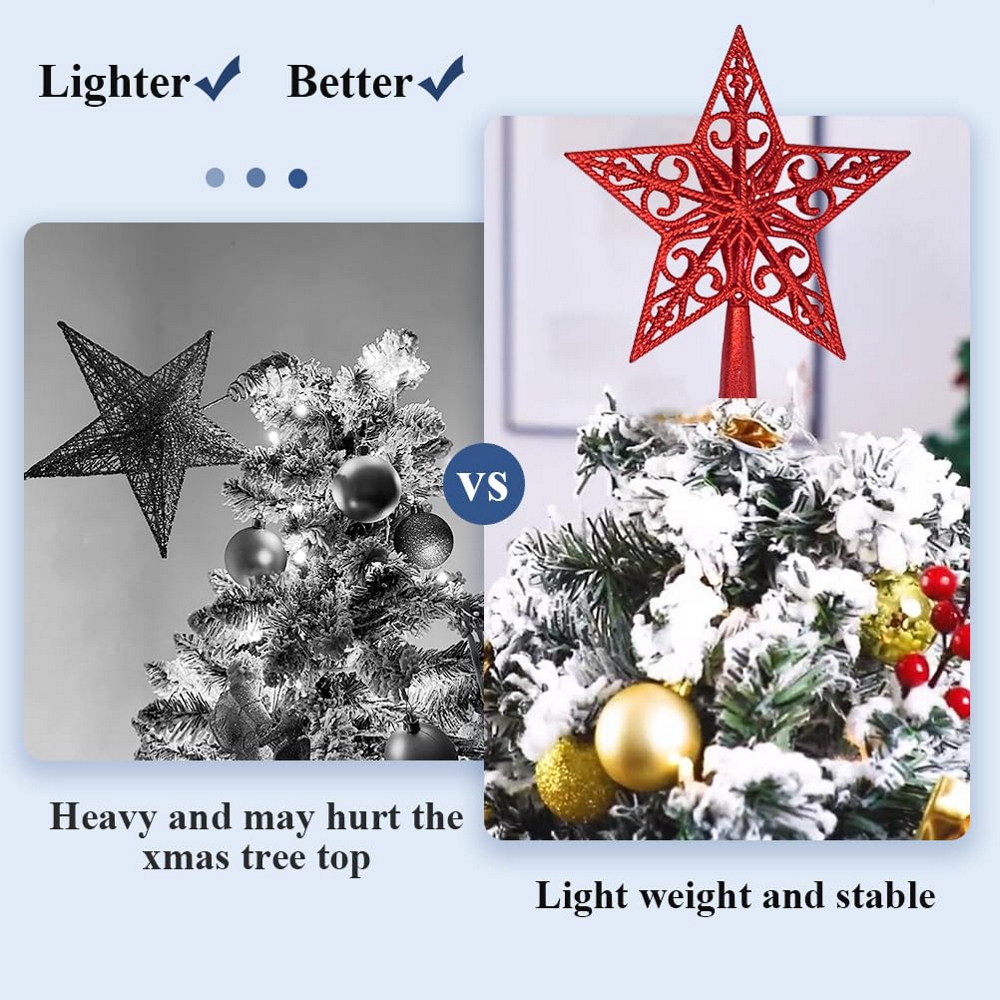 Lighter Better
VS
Heavy and may hurt the
xmas tree top
Light weight and stable